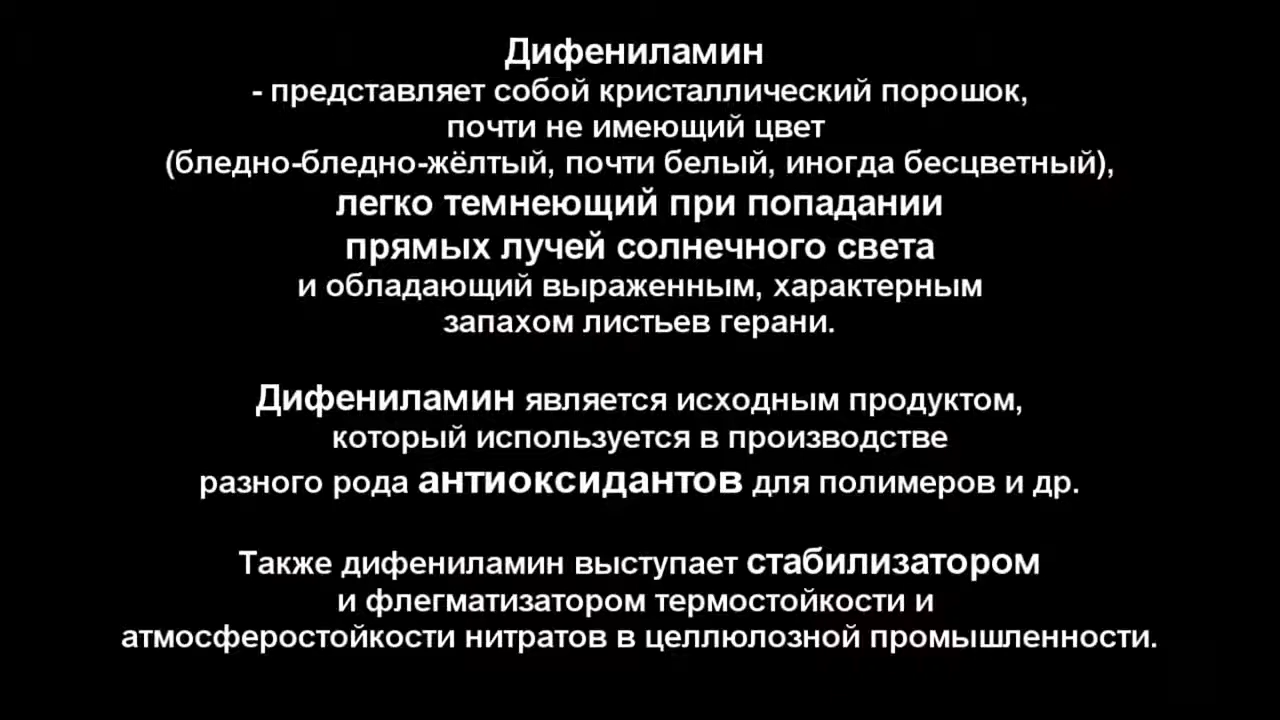 Дифениламин
- представляет собой кристаллический порошок,
почти не имеющий цвет
(бледно-бледно-жёлтый, почти белый, иногда бесцветный),
легко темнеющий при попадании
прямых лучей солнечного света
и обладающий выраженным, характерным
запахом листьев герани.
Дифениламин является исходным продуктом,
который используется в производстве
разного рода антиоксидантов для полимеров и др.
Также дифениламин выступает стабилизатором
и флегматизатором термостойкости и
атмосферостойкости нитратов в целлюлозной промышленности.